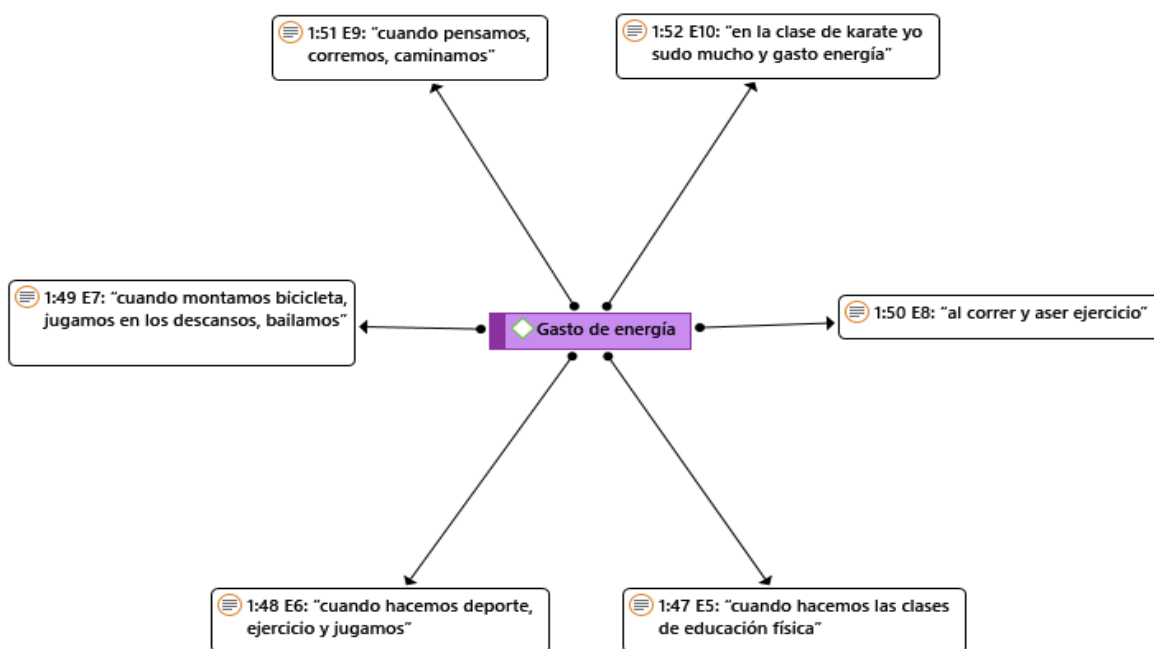 1:51 E9: “cuando pensamos,
corremos, caminamos”
1:52 E10: “en la clase de karate yo
sudo mucho y gasto energía”
1:49 E7: “cuando montamos bicicleta,
jugamos en los descansos, bailamos”
Gasto de energía
1:50 E8: “al correr y aser ejercicio”
1:48 E6: “cuando hacemos deporte,
ejercicio y jugamos”
1:47 E5: “cuando hacemos las clases
de educación física”